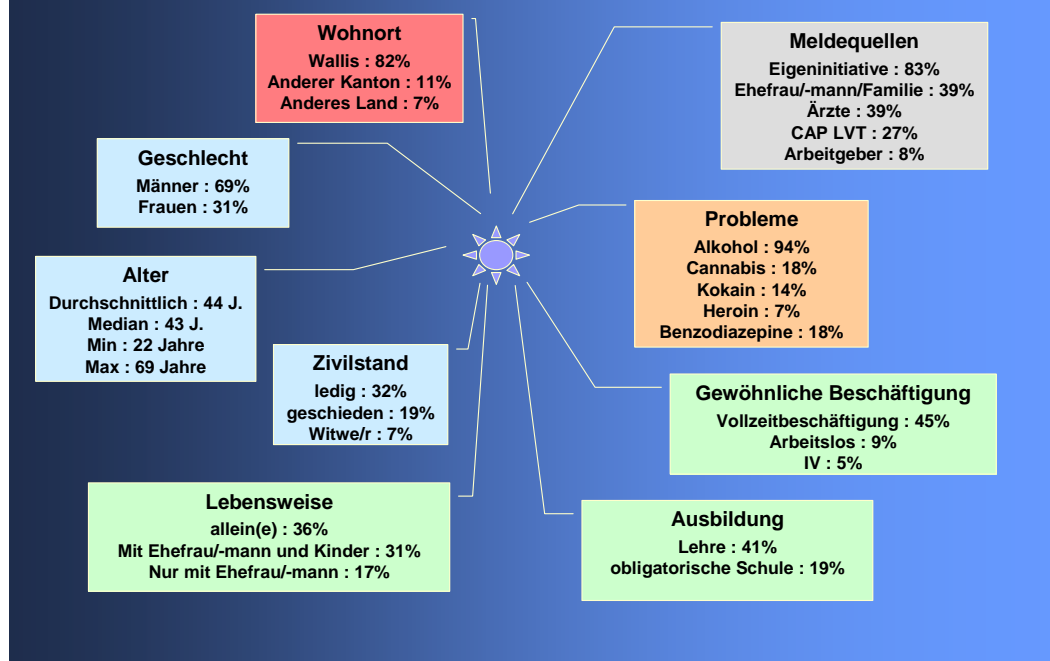 Wohnort
Wallis : 82%
Anderer Kanton : 11%
Anderes Land : 7%
Meldequellen
Eigeninitiative : 83%
Ehefrau/-mann/Familie : 39%
Ärzte : 39%
CAP LVT : 27%
Arbeitgeber : 8%
Geschlecht
Männer : 69%
Frauen : 31%
Probleme
Alkohol : 94%
Cannabis : 18%
Kokain : 14%
Heroin : 7%
Benzodiazepine : 18%
Alter
Durchschnittlich : 44 J.
Median : 43 J.
Min : 22 Jahre
Max : 69 Jahre
Zivilstand
ledig : 32%
geschieden : 19%
Witwe/r : 7%
Gewöhnliche Beschäftigung
Vollzeitbeschäftigung : 45%
Arbeitslos : 9%
IV : 5%
Lebensweise
allein(e) : 36%
Mit Ehefrau/-mann und Kinder : 31%
Nur mit Ehefrau/-mann : 17%
Ausbildung
Lehre : 41%
obligatorische Schule : 19%